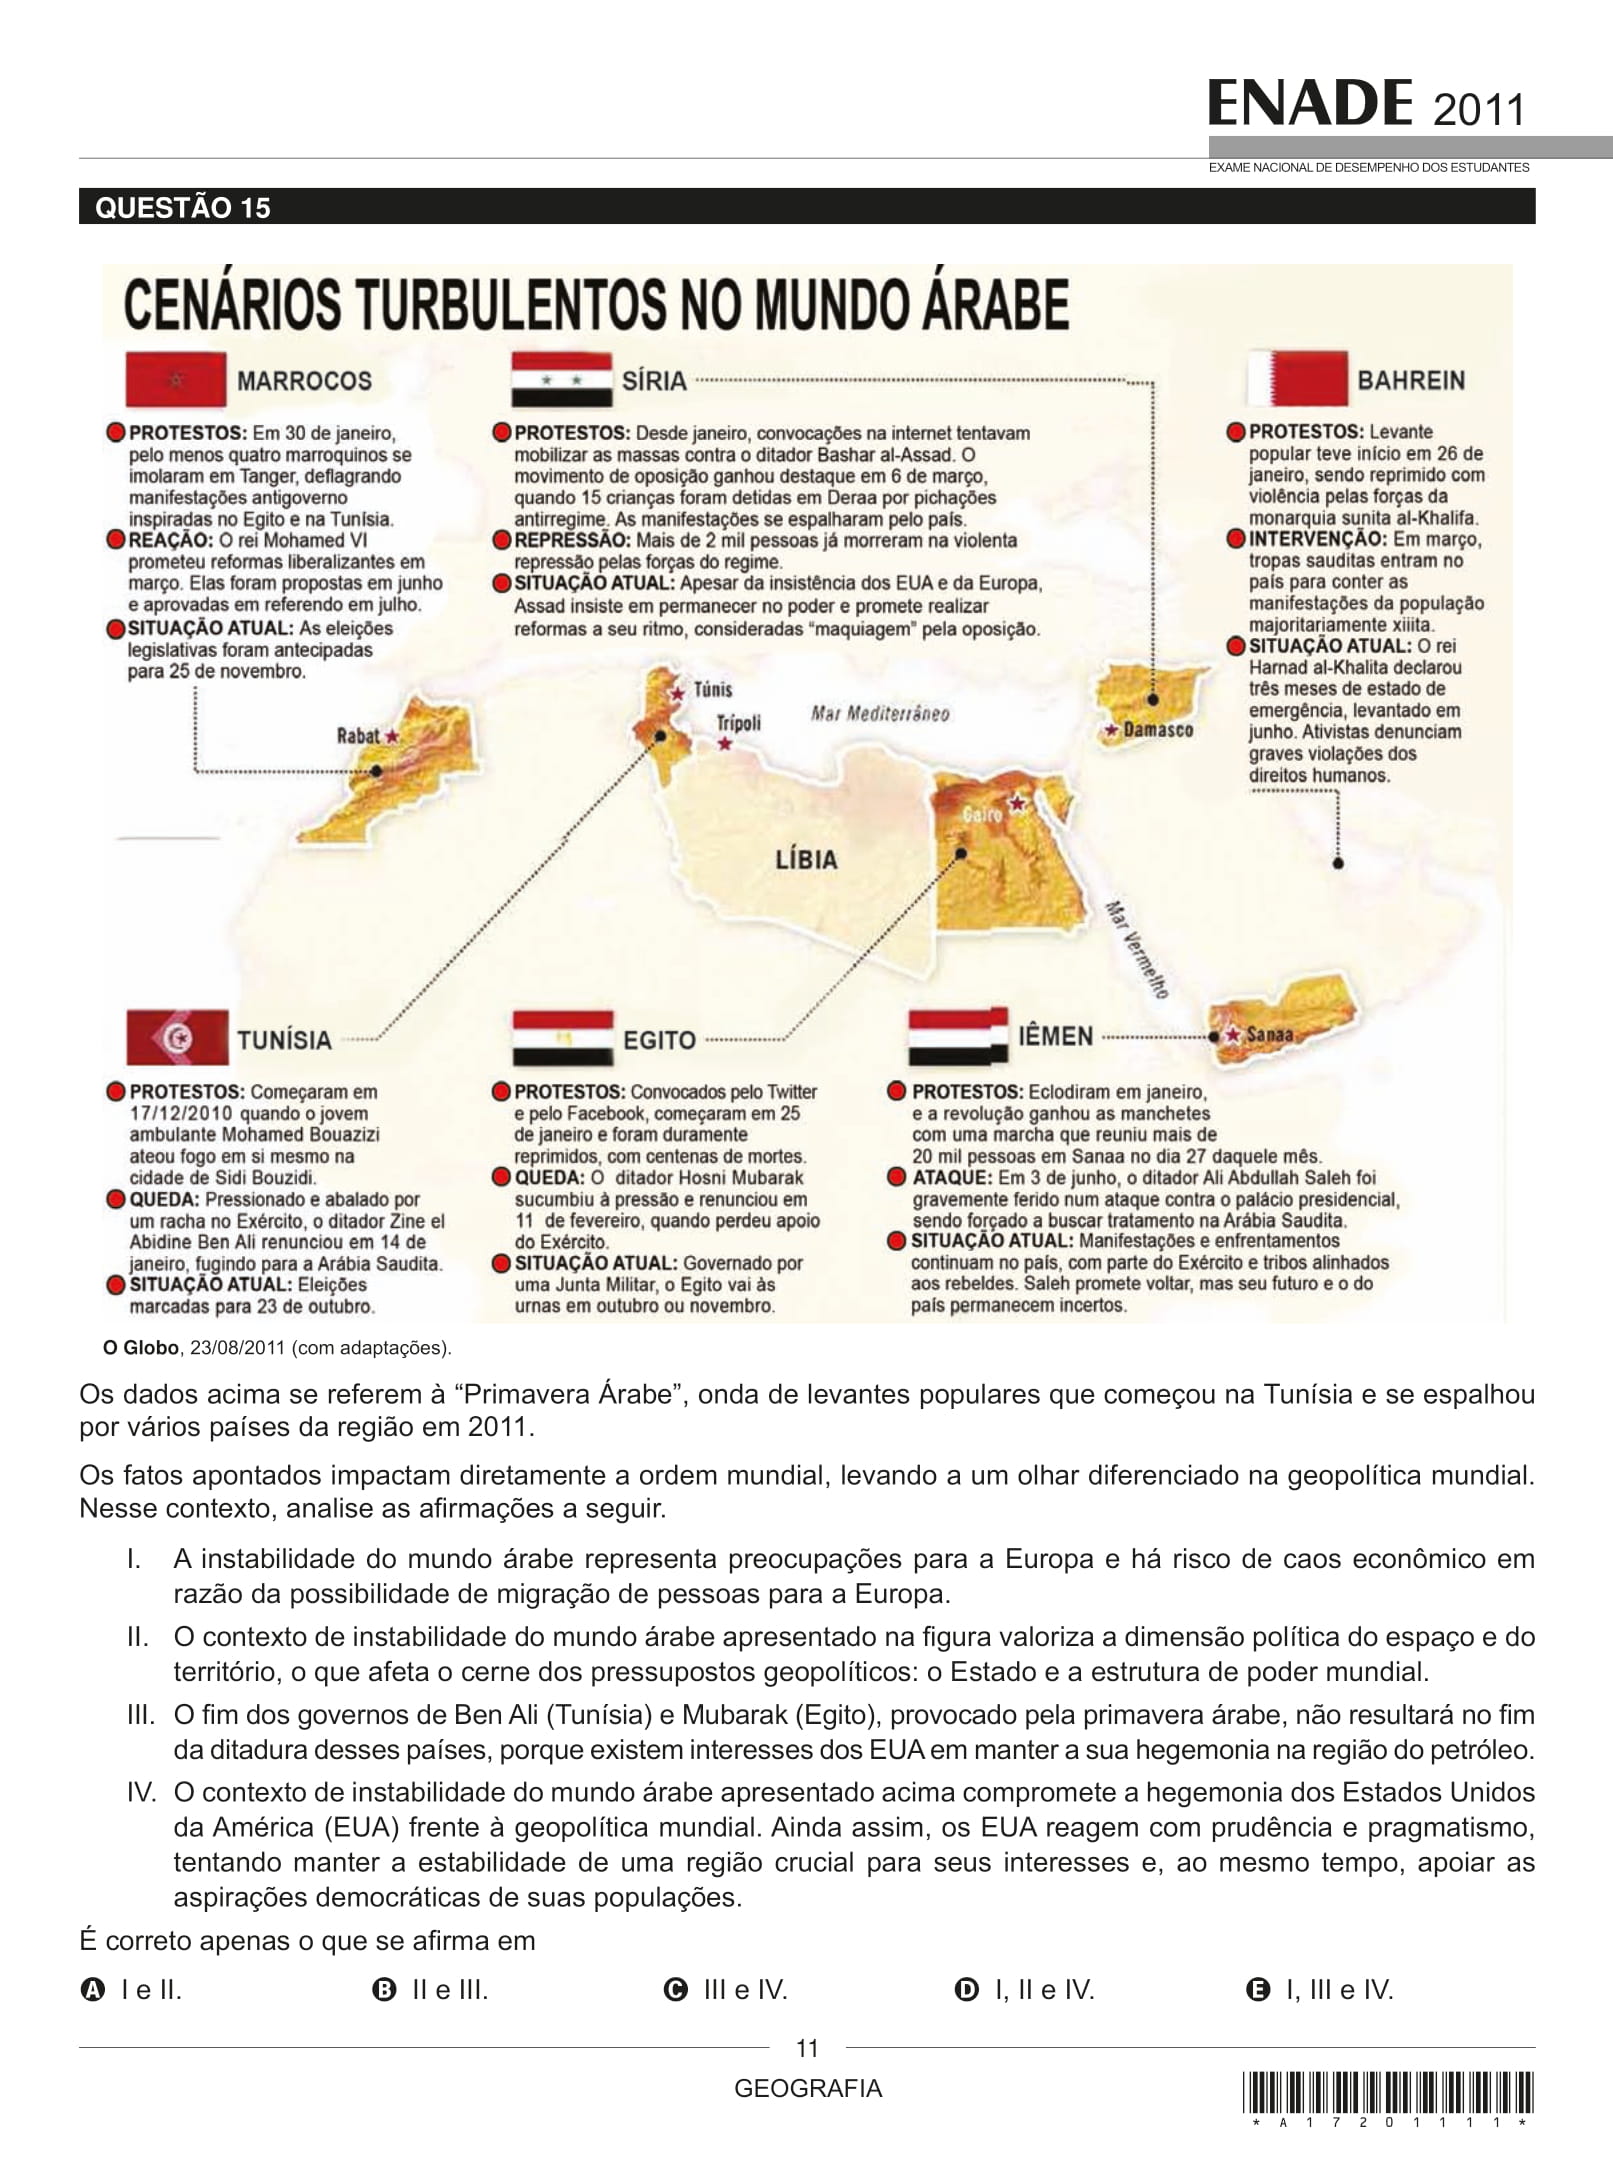 ENADE 2011
EXAME NACIONAL DE DESEMPENHO DOS ESTUDANTES
QUESTÃO 15
CENÁRIOS TURBULENTOS NO MUNDO ÁRABE
MARROCOS
PROTESTOS: Em 30 de janeiro,
pelo menos quatro marroquinos se
imolaram em Tanger, deflagrando
manifestações antigoverno
inspiradas no Egito e na Tunísia.
REAÇÃO: O rei Mohamed VI
prometeu reformas liberalizantes em
março. Elas foram propostas em junho
e aprovadas em referendo em julho.
SITUAÇÃO ATUAL: As eleições
legislativas foram antecipadas
para 25 de novembro.
SÍRIA
PROTESTOS: Desde janeiro, convocações na internet tentavam
mobilizar as massas contra o ditador Bashar al-Assad. O
movimento de oposição ganhou destaque em 6 de março,
quando 15 crianças foram detidas em Deraa por pichações
antirregime. As manifestações se espalharam pelo país.
REPRESSÃO: Mais de 2 mil pessoas já morreram na violenta
repressão pelas forças do regime.
SITUAÇÃO ATUAL: Apesar da insistência dos EUA e da Europa,
Assad insiste em permanecer no poder e promete realizar
reformas a seu ritmo, consideradas “maquiagem” pela oposição.
BAHREIN
PROTESTOS: Levante
popular teve início em 26 de
janeiro, sendo reprimido com
violência pelas forças da
monarquia sunita al-Khalifa.
INTERVENÇÃO: Em março,
tropas sauditas entram no
país para conter as
manifestações da população
majoritariamente xiiita.
SITUAÇÃO ATUAL: O rei
Harnad al-Khalita declarou
três meses de estado de
emergência, levantado em
junho. Ativistas denunciam
graves violações dos
direitos humanos.
Túnis
Trípoli
Mar Mediterrâneo
Rabat
Damasco
Cairo
LÍBIA
Mar Vermelho
Sanaa
TUNÍSIA
PROTESTOS: Começaram em
17/12/2010 quando o jovem
ambulante Mohamed Bouazizi
ateou fogo em si mesmo na
cidade de Sidi Bouzidi.
QUEDA: Pressionado e abalado por
um racha no Exército, o ditador Zine el
Abidine Ben Ali renunciou em 14 de
janeiro, fugindo para a Arábia Saudita.
SITUAÇÃO ATUAL: Eleições
marcadas para 23 de outubro.
EGITO
PROTESTOS: Convocados pelo Twitter
e pelo Facebook, começaram em 25
de janeiro e foram duramente
reprimidos, com centenas de mortes.
QUEDA: O ditador Hosni Mubarak
sucumbiu à pressão e renunciou em
11 de fevereiro, quando perdeu apoio
do Exército.
SITUAÇÃO ATUAL: Governado por
uma Junta Militar, o Egito vai às
urnas em outubro ou novembro.
IÊMEN
PROTESTOS: Eclodiram em janeiro,
e a revolução ganhou as manchetes
com uma marcha que reuniu mais de
20 mil pessoas em Sanaa no dia 27 daquele mês.
ATAQUE: Em 3 de junho, o ditador Ali Abdullah Saleh foi
gravemente ferido num ataque contra o palácio presidencial,
sendo forçado a buscar tratamento na Arábia Saudita.
SITUAÇÃO ATUAL: Manifestações e enfrentamentos
continuam no país, com parte do Exército e tribos alinhados
aos rebeldes. Saleh promete voltar, mas seu futuro e o do
país permanecem incertos.
O Globo, 23/08/2011 (com adaptações).
Os dados acima se referem à “Primavera Árabe”, onda de levantes populares que começou na Tunísia e se espalhou
por vários países da região em 2011.
Os fatos apontados impactam diretamente a ordem mundial, levando a um olhar diferenciado na geopolítica mundial.
Nesse contexto, analise as afirmações a seguir.
I. A instabilidade do mundo árabe representa preocupações para a Europa e há risco de caos econômico em
razão da possibilidade de migração de pessoas para a Europa.
II. O contexto de instabilidade do mundo árabe apresentado na figura valoriza a dimensão política do espaço e do
território, o que afeta o cerne dos pressupostos geopolíticos: o Estado e a estrutura de poder mundial.
III. O fim dos governos de Ben Ali (Tunísia) e Mubarak (Egito), provocado pela primavera árabe, não resultará no fim
da ditadura desses países, porque existem interesses dos EUA em manter a sua hegemonia na região do petróleo.
IV. O contexto de instabilidade do mundo árabe apresentado acima compromete a hegemonia dos Estados Unidos
da América (EUA) frente à geopolítica mundial. Ainda assim, os EUA reagem com prudência e pragmatismo,
tentando manter a estabilidade de uma região crucial para seus interesses e, ao mesmo tempo, apoiar as
aspirações democráticas de suas populações.
É correto apenas o que se afirma em
A I e II.
B II e III.
C III e IV.
D I, II e IV.
E I, III e IV.
11
GEOGRAFIA
* A 1 7 2 0 1 1 1 1 *